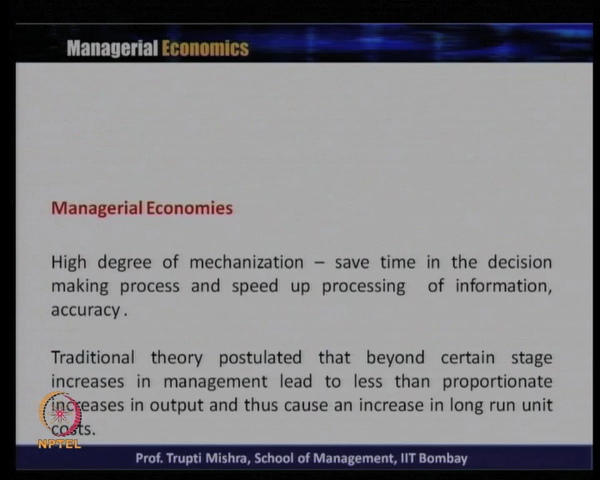 Managerial Economics
Managerial Economies
High degree of mechanization – save time in the decision
making process and speed up processing of information,
accuracy .
Traditional theory postulated that beyond certain stage
increases in management lead to less than proportionate
increases in output and thus cause an increase in long run unit
costs.
NPTEL
Prof. Trupti Mishra, School of Management, IIT Bombay